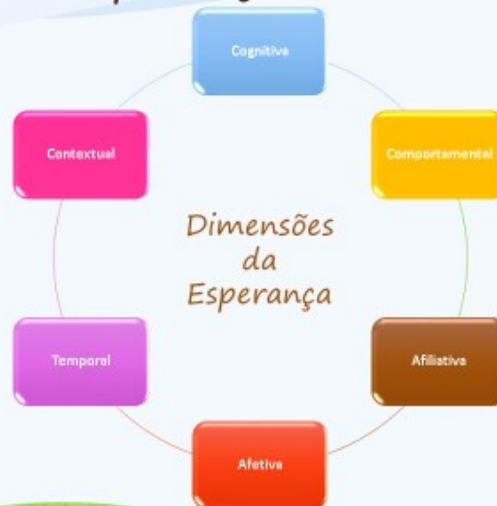 Cognitiva
Contextual
Comportamental
Dimensões
da
Esperança
Temporal
Afiliativa
Afetiva